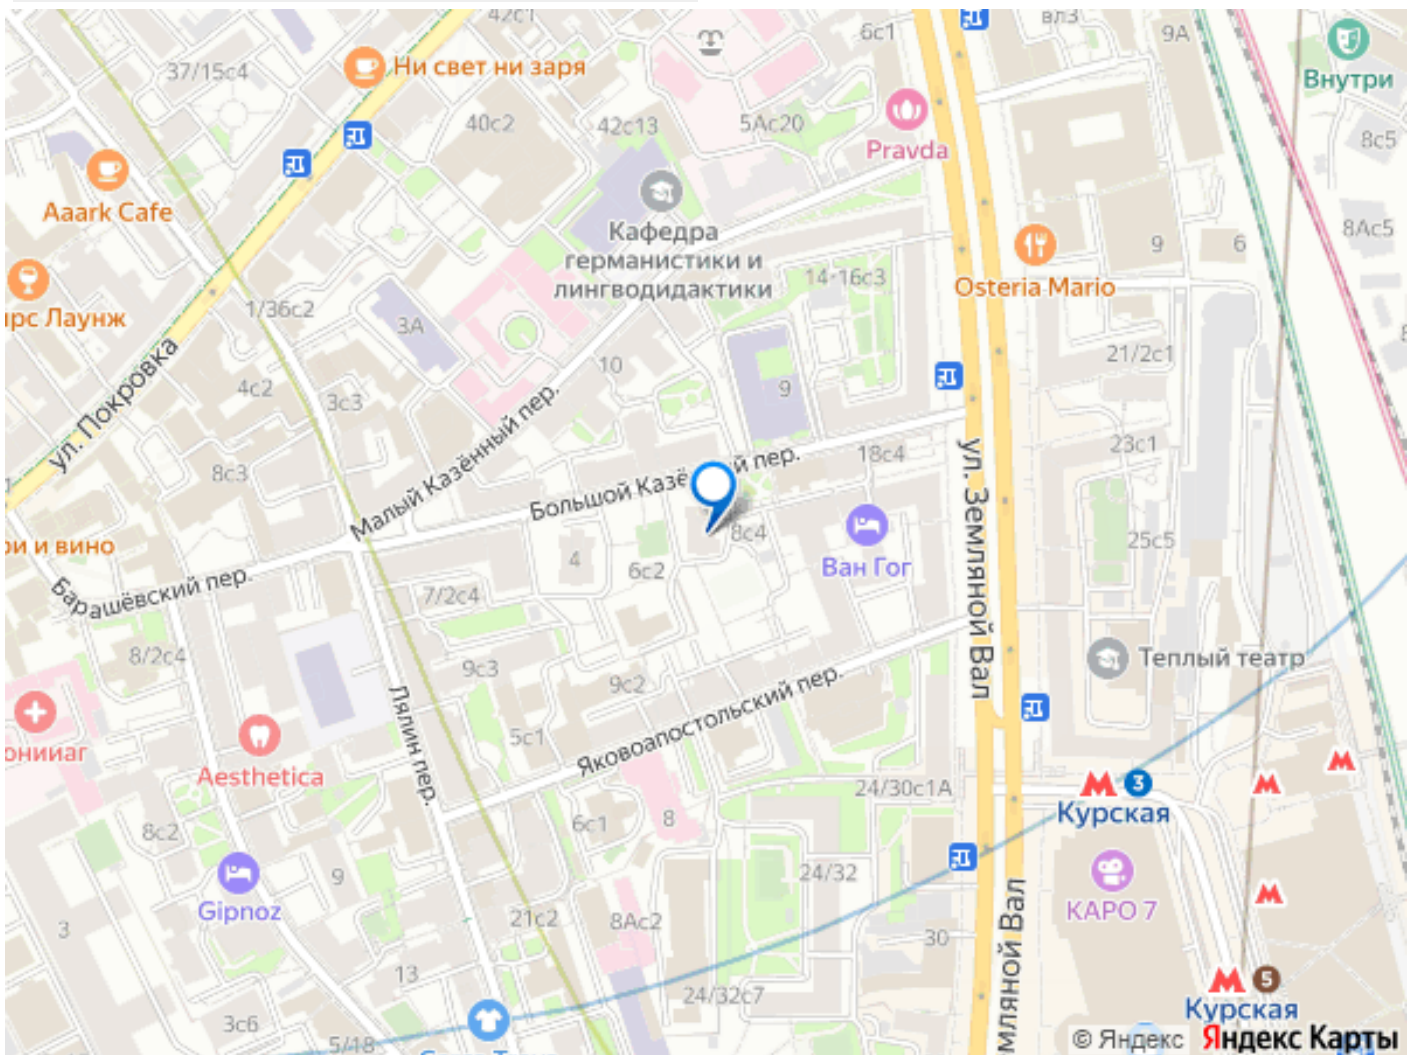 42с1
6с1
вл3
9А
37/15с4
Ни свет ни заря
Внутри
40с2
42с13
5Ас20
Pravda
8с5
Aaark Cafe
Кафедра
германистики и
лингводидактики
8Ас5
9
6
Osteria Mario
14-16с3
1/36с2
3А
ирс Лаунж
ул. Покровка
10
21/2с1
4с2
3с3
9
Малый Казённый пер.
ул. Земляной Вал
23с1
8с3
18с4
Большой Казё
й пер.
8с4
25с5
ри и вино
Ван Гог
4
6с2
Барашёвский пер.
7/2с4
8/2с4
9с3
9с2
Теплый театр
Лялин пер.
Яковоапостольский пер.
5с1
онииаг
Aesthetica
24/30с1А
3
Курская
8с2
6с1
8
24/32
КАРО 7
9
Gipnoz
21с2
8Ас2
30
3
мляной Вал
13
24/32с7
5
Курская
3с6
5/18
© Яндекс Яндекс Карты